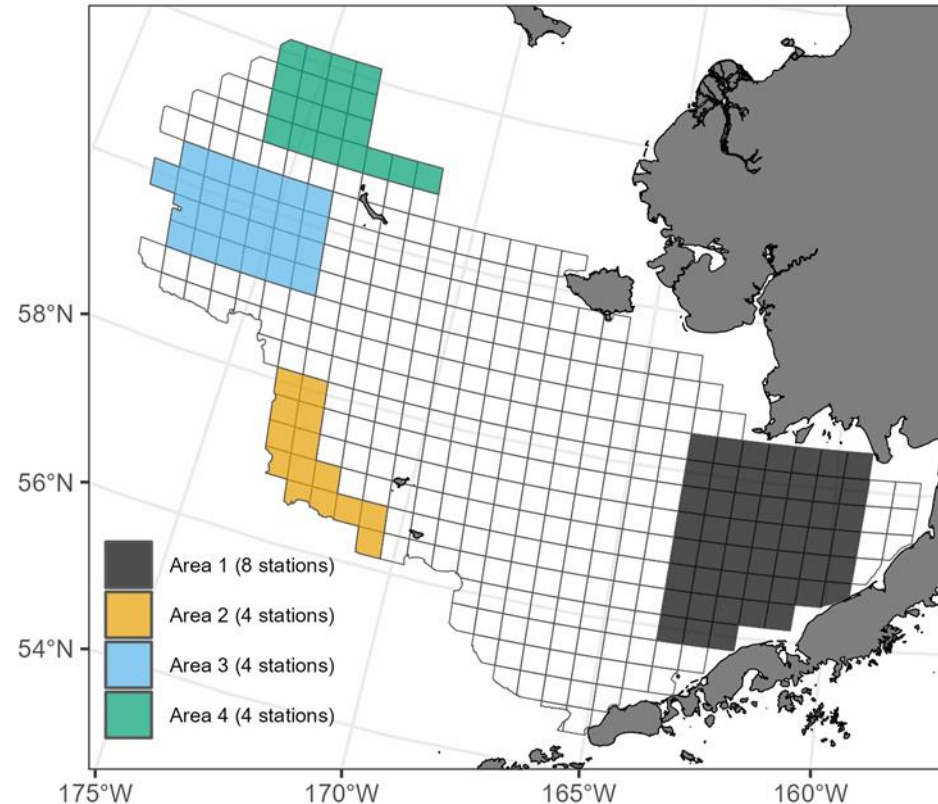 58°N
56°N
54°N
Area 1 (8 stations)
Area 2 (4 stations)
Area 3 (4 stations)
Area 4 (4 stations)
175°W
170°W
165°W
160°W